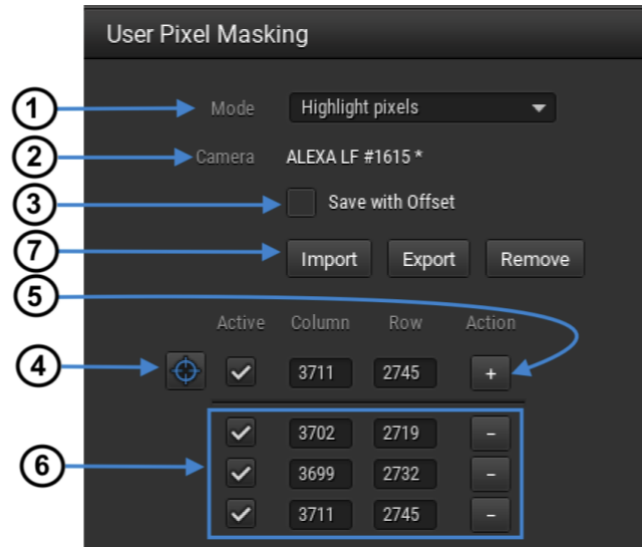 User Pixel Masking
1 Mode Highlight pixels
2 Camera ALEXA LF #1615 *
3 Save with Offset
7 Import Export Remove
5
Active Column Row Action
4 3711 2745 +
3702 2719 -
6 3699 2732 -
3711 2745 -